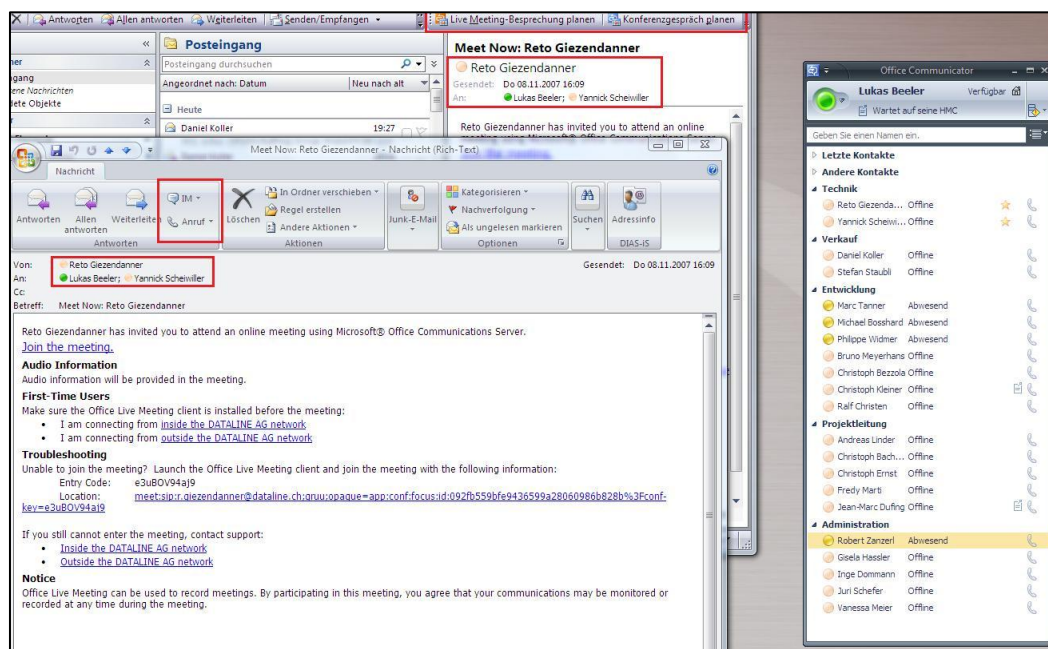 Antworten Allen antworten Weiterleiten Senden/Empfangen Live Meeting-Besprechung planen Konferenzgespräch planen
Posteingang
Posteingang durchsuchen
Angeordnet nach: Datum Neu nach alt
Heute
Daniel Koller 19:27
ene Nachrichten
dete Objekte
Meet Now: Reto Giezendanner
Reto Giezendanner
Gesendet: Do 08.11.2007 16:09
An: Lukas Beeler; Yannick Scheiwiller
Reto Giezendanner has invited you to attend an online
Meet Now: Reto Giezendanner - Nachricht (Rich-Text)
Nachricht
Antworten Allen antworten Weiterleiten
Antworten
IM
Anruf
Löschen
In Ordner verschieben
Regel erstellen
Andere Aktionen
Aktionen
Junk-E-Mail
Kategorisieren
Nachverfolgung
Als ungelesen markieren
Optionen
Suchen
Adressinfo
DIAS-iS
Von: Reto Giezendanner Gesendet: Do 08.11.2007 16:09
An: Lukas Beeler; Yannick Scheiwiller
Cc:
Betreff: Meet Now: Reto Giezendanner
Reto Giezendanner has invited you to attend an online meeting using Microsoft® Office Communications Server.
Join the meeting.
Audio Information
Audio information will be provided in the meeting.
First-Time Users
Make sure the Office Live Meeting client is installed before the meeting:
• I am connecting from inside the DATALINE AG network
• I am connecting from outside the DATALINE AG network
Troubleshooting
Unable to join the meeting? Launch the Office Live Meeting client and join the meeting with the following information:
Entry Code: e3uBOV94aJ9
Location: meet:sip:r.giezendanner@dataline.ch;gruu;opaque=app:conf:focus:id:092fb559bfe9436599a28060986b828b%3Fconf-
key=e3uBOV94aJ9
If you still cannot enter the meeting, contact support:
• Inside the DATALINE AG network
• Outside the DATALINE AG network
Notice
Office Live Meeting can be used to record meetings. By participating in this meeting, you agree that your communications may be monitored or
recorded at any time during the meeting.
Office Communicator
Lukas Beeler Verfügbar
Wartet auf seine HMC
Geben Sie einen Namen ein.
Letzte Kontakte
Andere Kontakte
Technik
Reto Giezenda... Offline
Yannick Scheiwi... Offline
Verkauf
Daniel Koller Offline
Stefan Staubli Offline
Entwicklung
Marc Tanner Abwesend
Michael Bosshard Abwesend
Philippe Widmer Abwesend
Bruno Meyerhans Offline
Christoph Bezzola Offline
Christoph Kleiner Offline
Ralf Christen Offline
Projektleitung
Andreas Linder Offline
Christoph Bach... Offline
Christoph Ernst Offline
Fredy Marti Offline
Jean-Marc Dufing Offline
Administration
Robert Zanzerl Abwesend
Gisela Hassler Offline
Inge Dommann Offline
Juri Schefer Offline
Vanessa Meier Offline